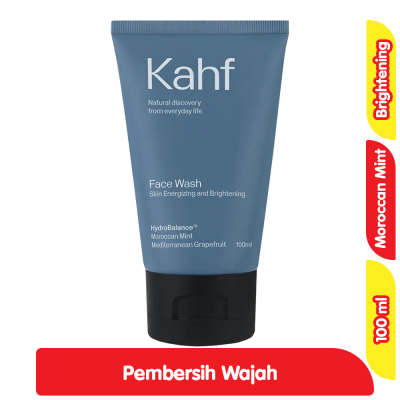 Kahf
Natural discovery
from everyday life
Face Wash
Skin Energizing and Brightening
HydroBalance™
Moroccan Mint
Mediterranean Grapefruit 100ml
Brightening
Moroccan Mint
100 ml
Pembersih Wajah